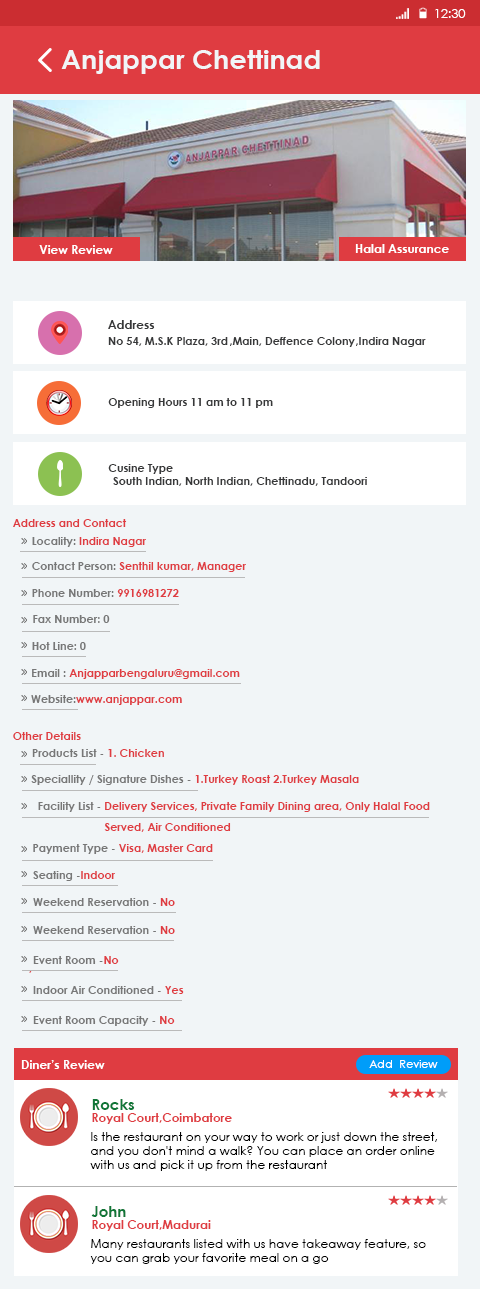 12:30
Anjappar Chettinad
ANJAPPAR CHETTINAD
View Review
Halal Assurance
Address
No 54, M.S.K Plaza, 3rd ,Main, Deffence Colony,Indira Nagar
Opening Hours 11 am to 11 pm
Cusine Type
South Indian, North Indian, Chettinadu, Tandoori
Address and Contact
» Locality: Indira Nagar
» Contact Person: Senthil kumar, Manager
» Phone Number: 9916981272
» Fax Number: 0
» Hot Line: 0
» Email : Anjapparbengaluru@gmail.com
» Website:www.anjappar.com
Other Details
» Products List - 1. Chicken
» Speciallity / Signature Dishes - 1.Turkey Roast 2.Turkey Masala
» Facility List - Delivery Services, Private Family Dining area, Only Halal Food
Served, Air Conditioned
» Payment Type - Visa, Master Card
» Seating -Indoor
» Weekend Reservation - No
» Weekend Reservation - No
» Event Room -No
» Indoor Air Conditioned - Yes
» Event Room Capacity - No
Diner's Review
Add Review
Rocks
Royal Court,Coimbatore
Is the restaurant on your way to work or just down the street,
and you don't mind a walk? You can place an order online
with us and pick it up from the restaurant
John
Royal Court,Madurai
Many restaurants listed with us have takeaway feature, so
you can grab your favorite meal on a go